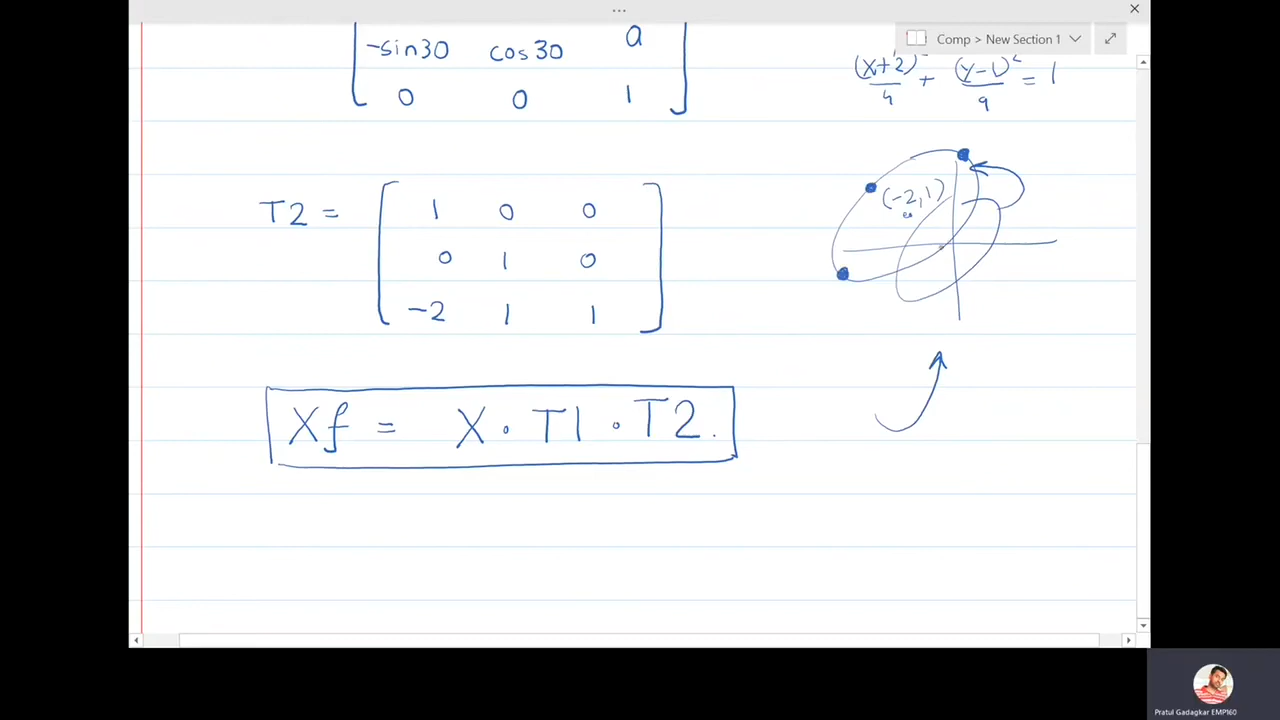 Comp > New Section 1
-sin30 cos30 0
0 0 1
(x+2)² + (y-1)² = 1
4 9
T2 =
1 0 0
0 1 0
-2 1 1
(-2,1)
Xf = X · T1 · T2.
Pratul Gadagkar EMP160